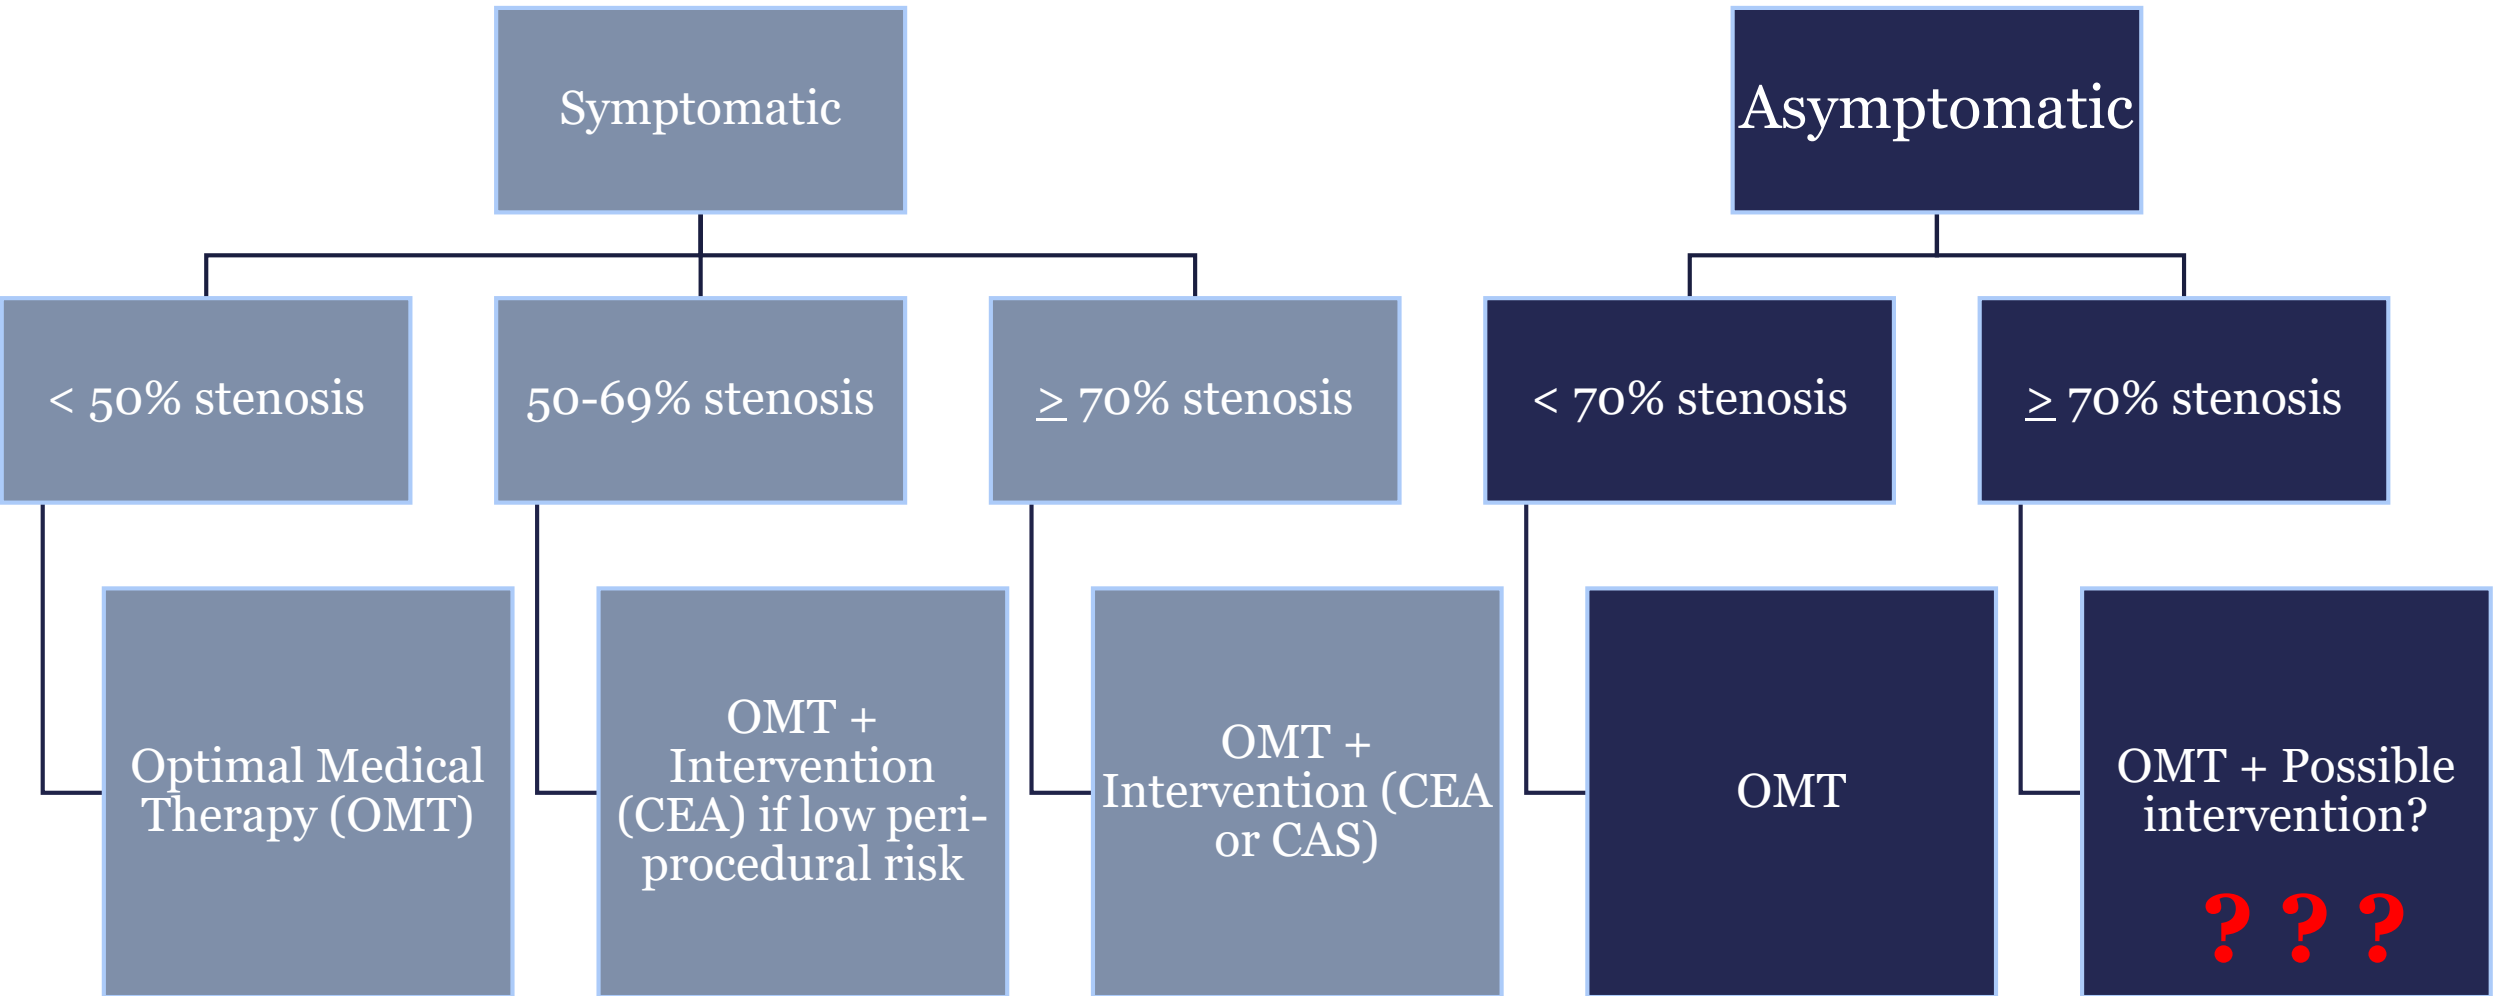 Symptomatic
Asymptomatic
< 50% stenosis
50-69% stenosis
≥ 70% stenosis
< 70% stenosis
≥ 70% stenosis
Optimal Medical
Therapy (OMT)
OMT +
Intervention
(CEA) if low peri-
procedural risk
OMT +
Intervention (CEA
or CAS)
OMT
OMT + Possible
intervention?
? ? ?